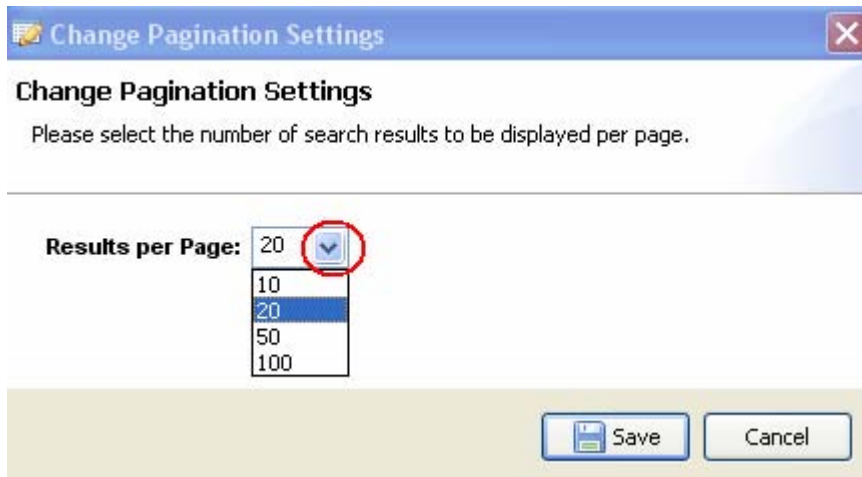 Change Pagination Settings
Change Pagination Settings
Please select the number of search results to be displayed per page.
Results per Page: 20
10
20
50
100
Save Cancel